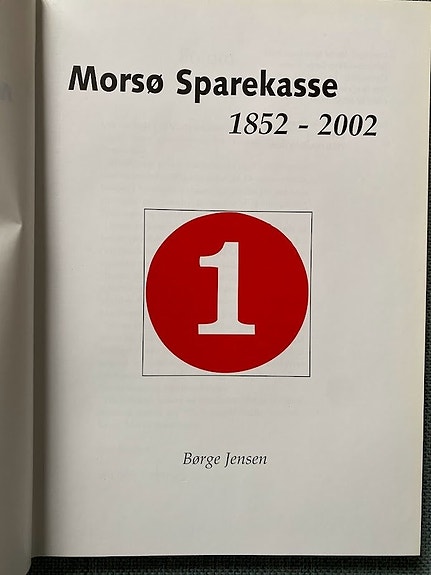 Morsø Sparekasse
1852 - 2002
1
Børge Jensen